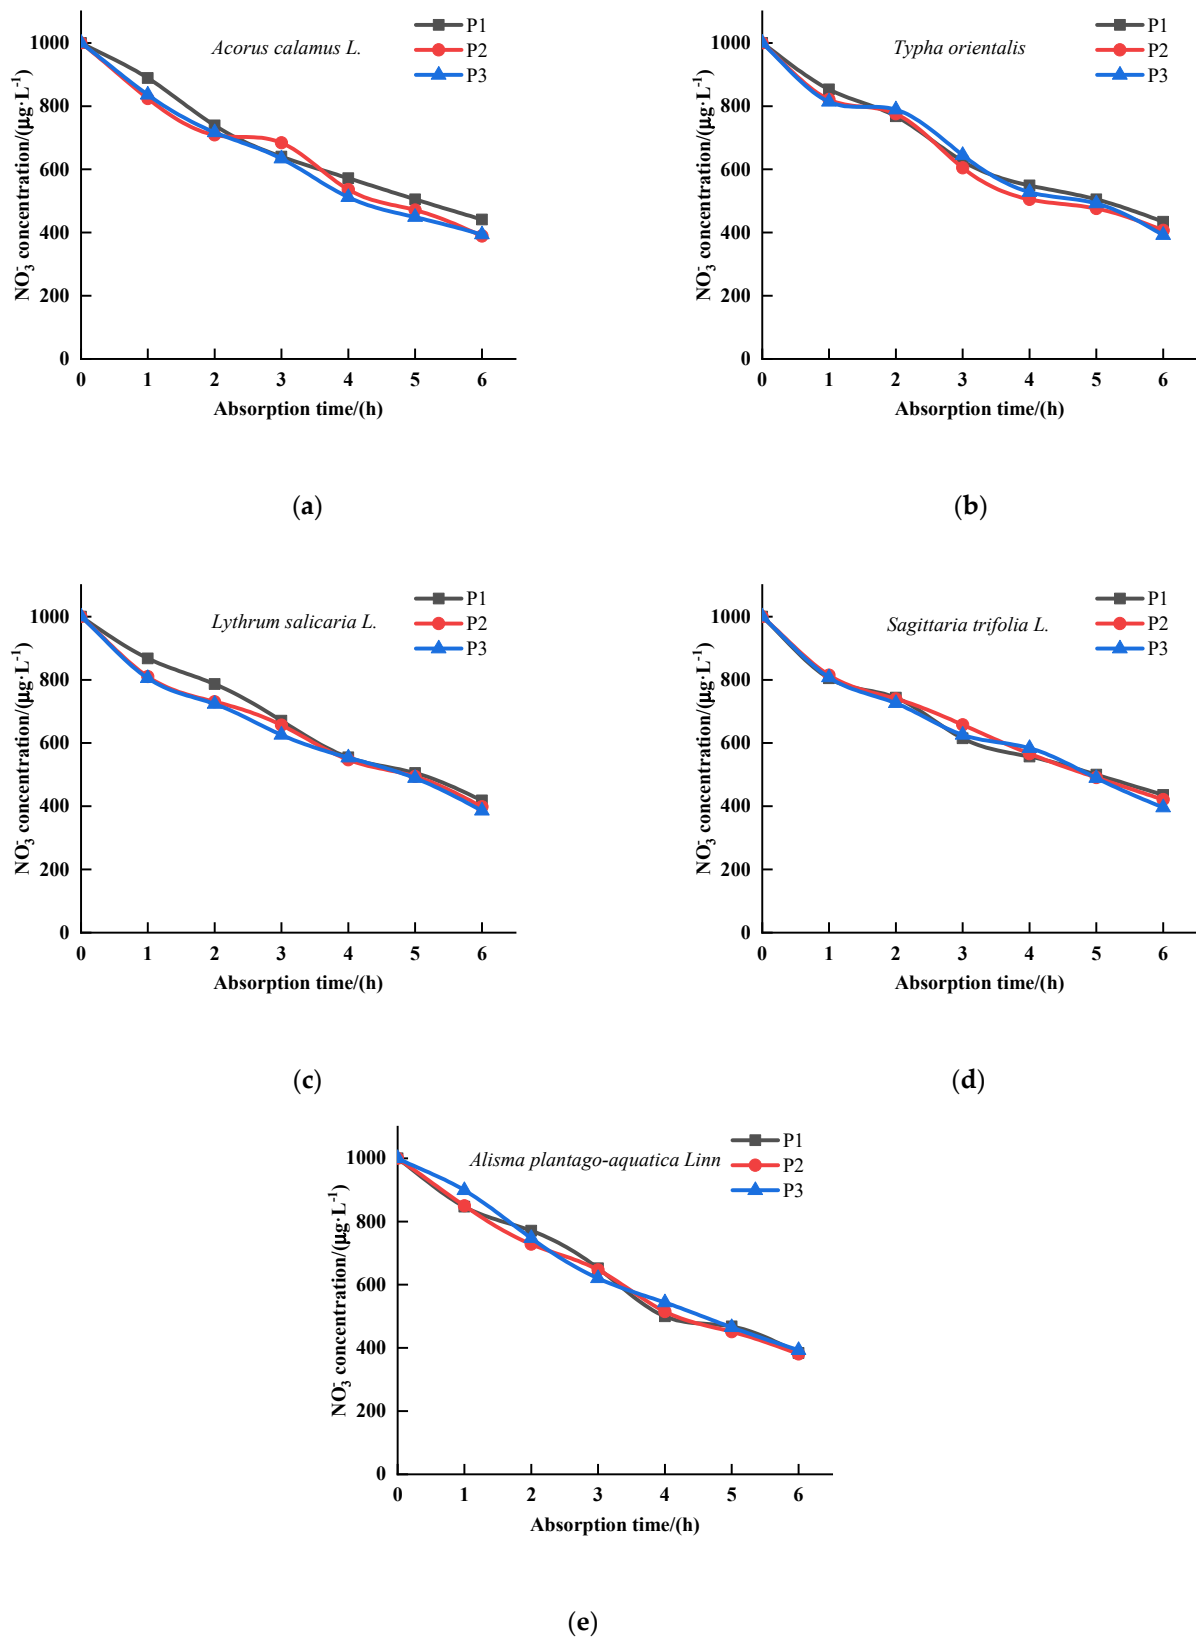 Acorus calamus L.
P1
P2
P3
1000
800
600
400
200
0
NO₃⁻ concentration/(μg·L⁻¹)
0 1 2 3 4 5 6
Absorption time/(h)
(a)
Typha orientalis
P1
P2
P3
1000
800
600
400
200
0
NO₃⁻ concentration/(μg·L⁻¹)
0 1 2 3 4 5 6
Absorption time/(h)
(b)
Lythrum salicaria L.
P1
P2
P3
1000
800
600
400
200
0
NO₃⁻ concentration/(μg·L⁻¹)
0 1 2 3 4 5 6
Absorption time/(h)
(c)
Sagittaria trifolia L.
P1
P2
P3
1000
800
600
400
200
0
NO₃⁻ concentration/(μg·L⁻¹)
0 1 2 3 4 5 6
Absorption time/(h)
(d)
Alisma plantago-aquatica Linn
P1
P2
P3
1000
800
600
400
200
0
NO₃⁻ concentration/(μg·L⁻¹)
0 1 2 3 4 5 6
Absorption time/(h)
(e)